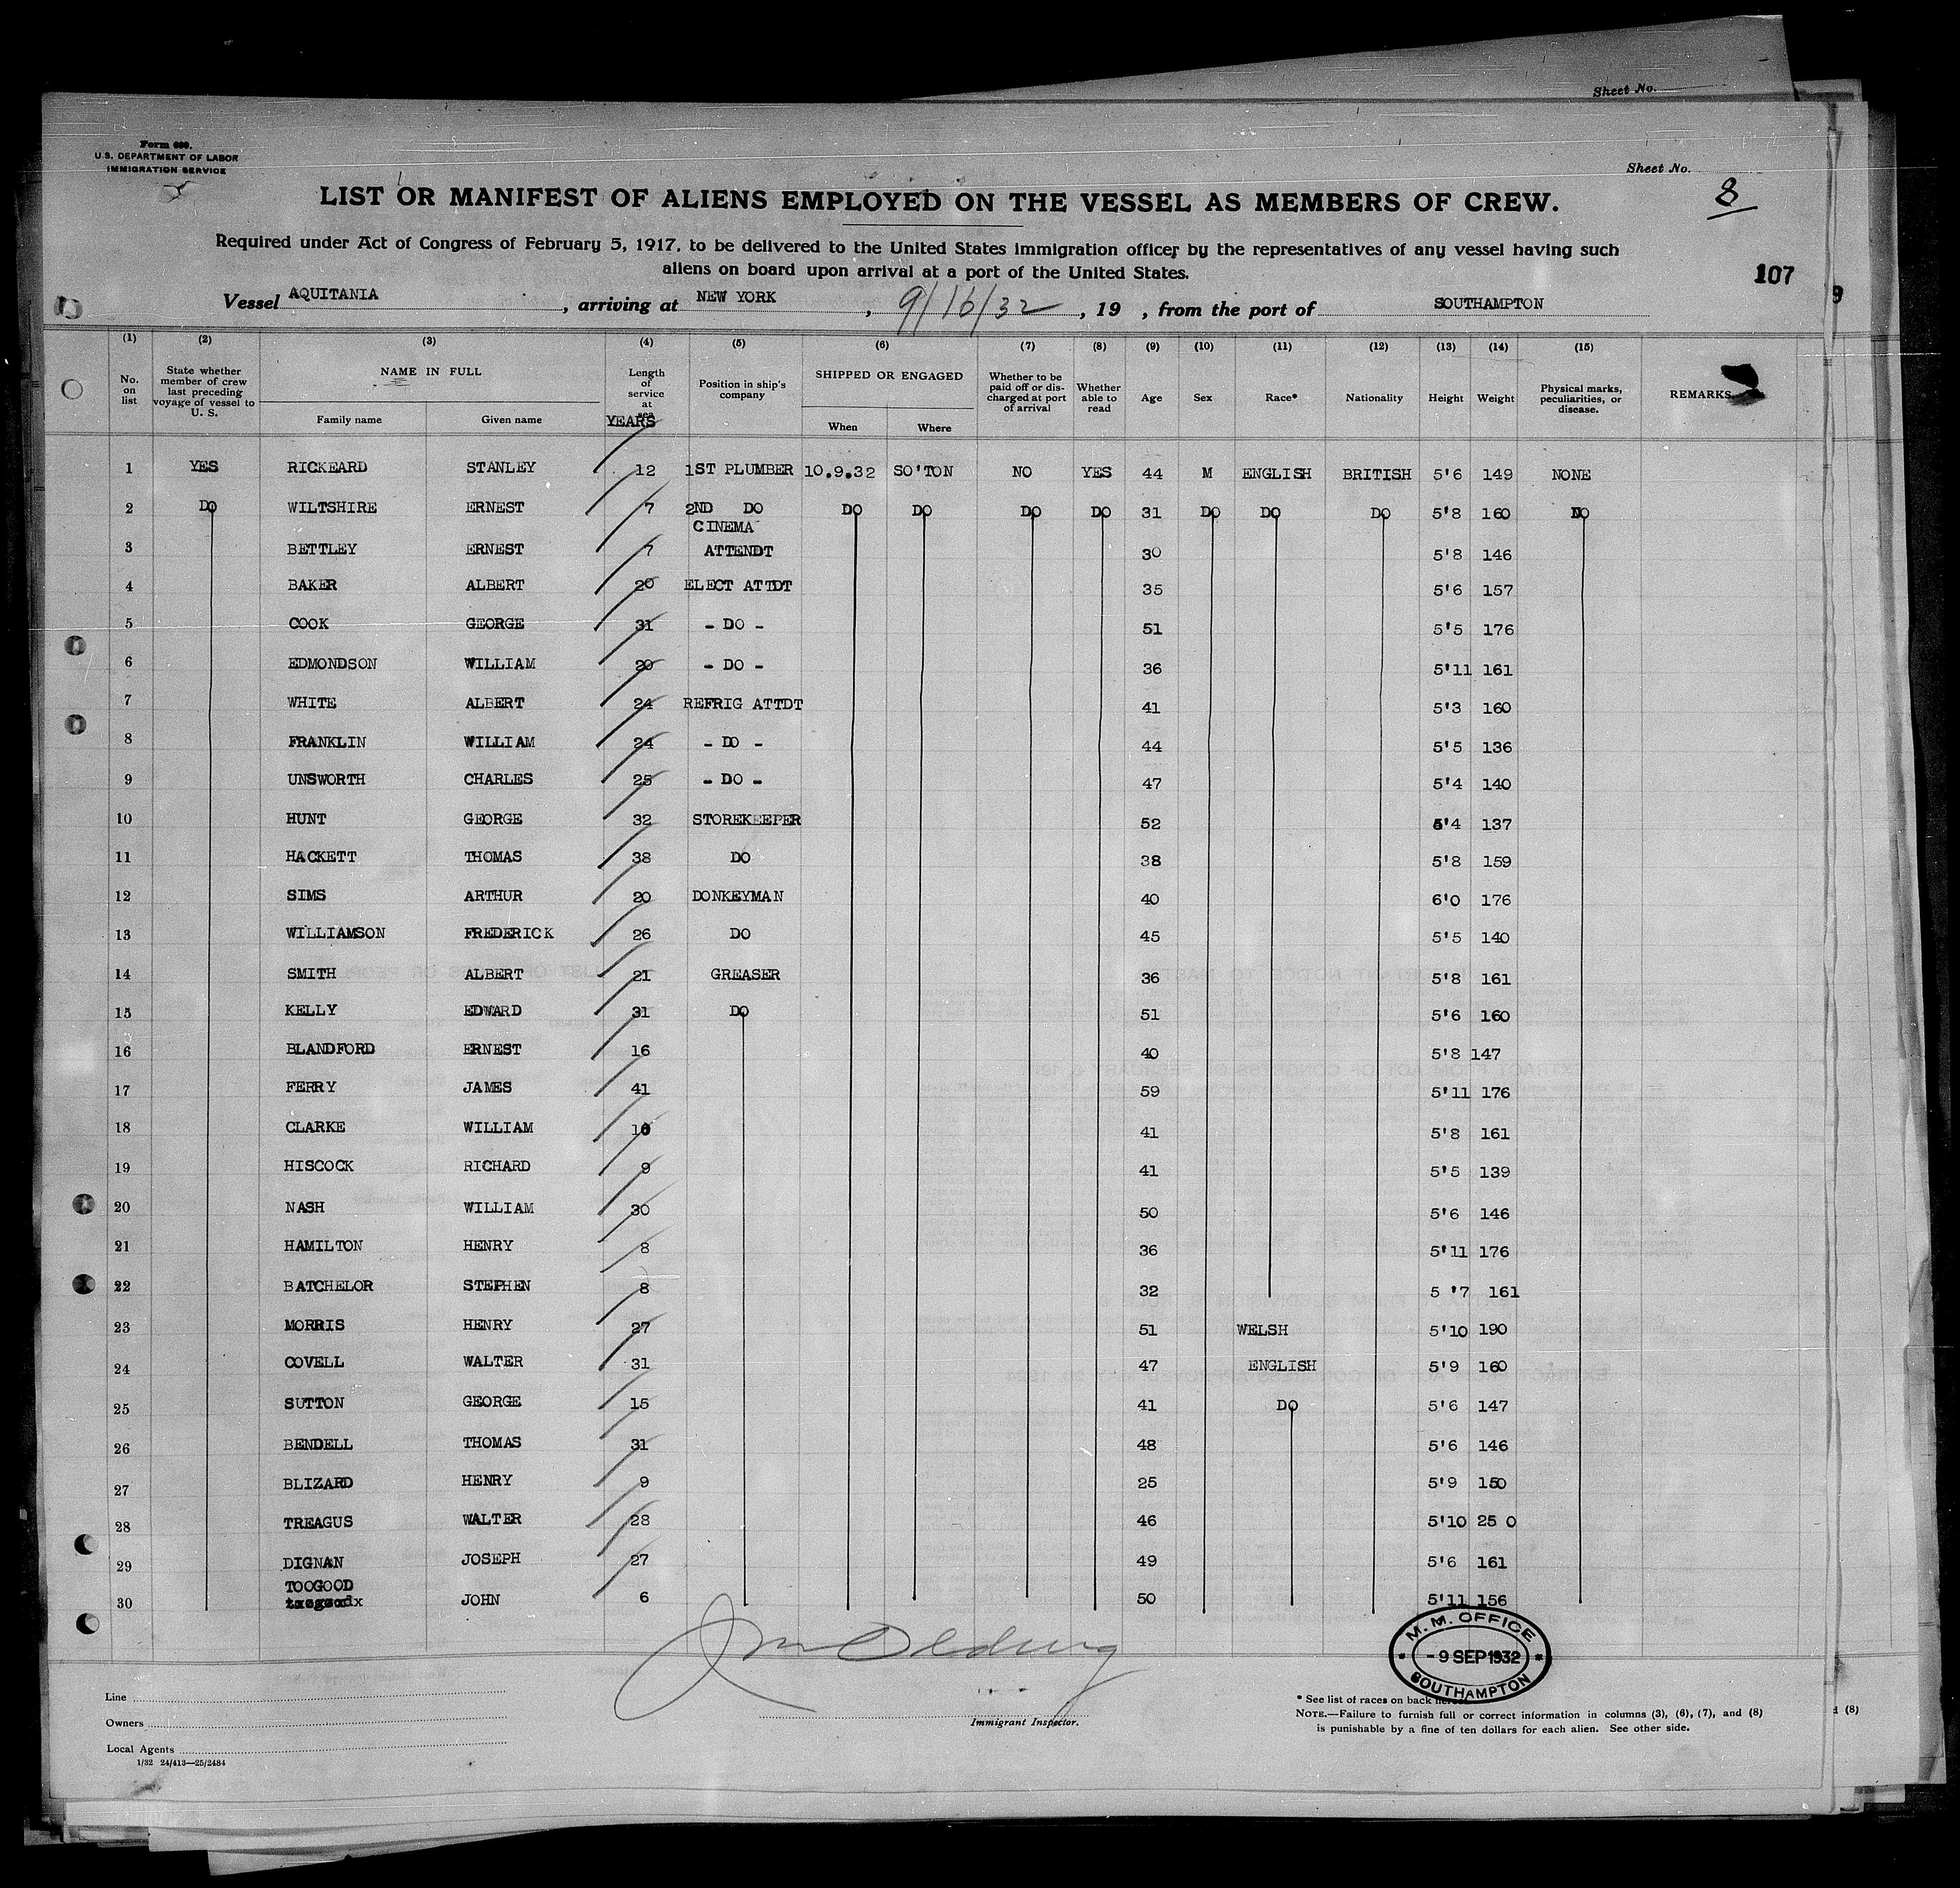 Sheet No.
Form 689.
U.S. DEPARTMENT OF LABOR
IMMIGRATION SERVICE
Sheet No.
8
LIST OR MANIFEST OF ALIENS EMPLOYED ON THE VESSEL AS MEMBERS OF CREW.
Required under Act of Congress of February 5, 1917, to be delivered to the United States immigration officer by the representatives of any vessel having such
aliens on board upon arrival at a port of the United States.
107
9
Vessel AQUITANIA, arriving at NEW YORK, 9/16/32, 19 , from the port of SOUTHAMPTON
(1) (2) (3) (4) (5) (6) (7) (8) (9) (10) (11) (12) (13) (14) (15)
No. on list State whether member of crew last preceding voyage of vessel to U. S. NAME IN FULL Family name Given name Length of service at sea YEARS Position in ship's company SHIPPED OR ENGAGED When Where Whether to be paid off or discharged at port of arrival Whether able to read Age Sex Race* Nationality Height Weight Physical marks, peculiarities, or disease. REMARKS
1 YES RICKEARD STANLEY 12 1ST PLUMBER 10.9.32 SO'TON NO YES 44 M ENGLISH BRITISH 5'6 149 NONE
2 DO WILTSHIRE ERNEST 7 2ND DO DO DO DO DO 31 DO DO DO 5'8 160 DO
3 BETTLEY ERNEST 7 CINEMA ATTENDT 30 5'8 146
4 BAKER ALBERT 20 ELECT ATTDT 35 5'6 157
5 COOK GEORGE 31 - DO - 51 5'5 176
6 EDMONDSON WILLIAM 20 - DO - 36 5'11 161
7 WHITE ALBERT 24 REFRIG ATTDT 41 5'3 160
8 FRANKLIN WILLIAM 24 - DO - 44 5'5 136
9 UNSWORTH CHARLES 25 - DO - 47 5'4 140
10 HUNT GEORGE 32 STOREKEEPER 52 5'4 137
11 HACKETT THOMAS 38 DO 38 5'8 159
12 SIMS ARTHUR 20 DONKEYMAN 40 6'0 176
13 WILLIAMSON FREDERICK 26 DO 45 5'5 140
14 SMITH ALBERT 21 GREASER 36 5'8 161
15 KELLY EDWARD 31 DO 51 5'6 160
16 BLANDFORD ERNEST 16 40 5'8 147
17 FERRY JAMES 41 59 5'11 176
18 CLARKE WILLIAM 10 41 5'8 161
19 HISCOCK RICHARD 9 41 5'5 139
20 NASH WILLIAM 30 50 5'6 146
21 HAMILTON HENRY 8 36 5'11 176
22 BATCHELOR STEPHEN 8 32 5 '7 161
23 MORRIS HENRY 27 51 WELSH 5'10 190
24 COVELL WALTER 31 47 ENGLISH 5'9 160
25 SUTTON GEORGE 15 41 DO 5'6 147
26 BENDELL THOMAS 31 48 5'6 146
27 BLIZARD HENRY 9 25 5'9 150
28 TREAGUS WALTER 28 46 5'10 25 0
29 DIGNAN JOSEPH 27 49 5'6 161
30 TOOGOOD JOHN 6 50 5'11 156
M. M. OFFICE
- 9 SEP 1932
SOUTHAMPTON
Line
Owners
Local Agents
1/32 24/413—25/2484
Immigrant Inspector.
* See list of races on back
NOTE.—Failure to furnish full or correct information in columns (3), (6), (7), and (8)
is punishable by a fine of ten dollars for each alien. See other side.
(8)